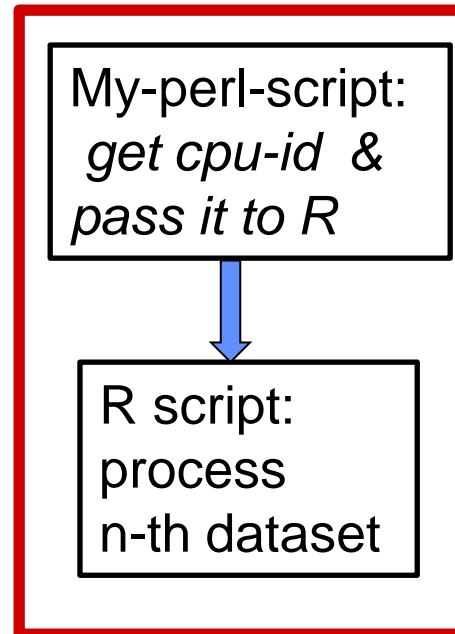 My-perl-script:
get cpu-id &
pass it to R
R script:
process
n-th dataset